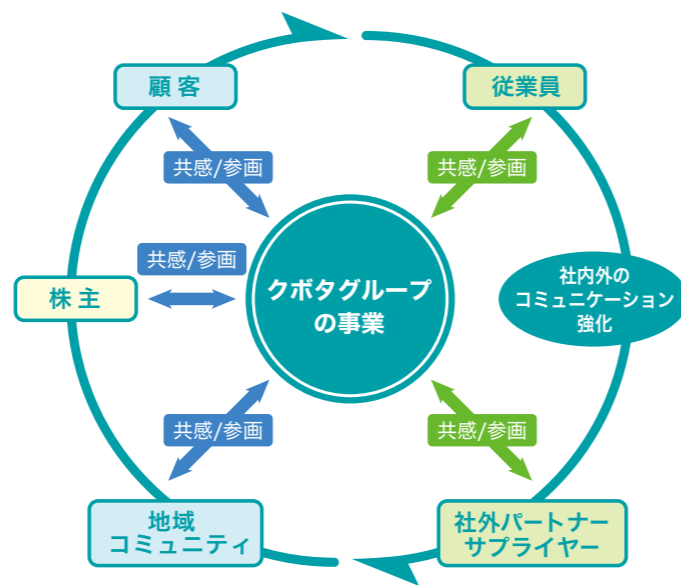 顧客
従業員
共感/参画
共感/参画
共感/参画
株主
クボタグループ
の事業
社内外の
コミュニケーション
強化
共感/参画
共感/参画
地域
コミュニティ
社外パートナー
サプライヤー